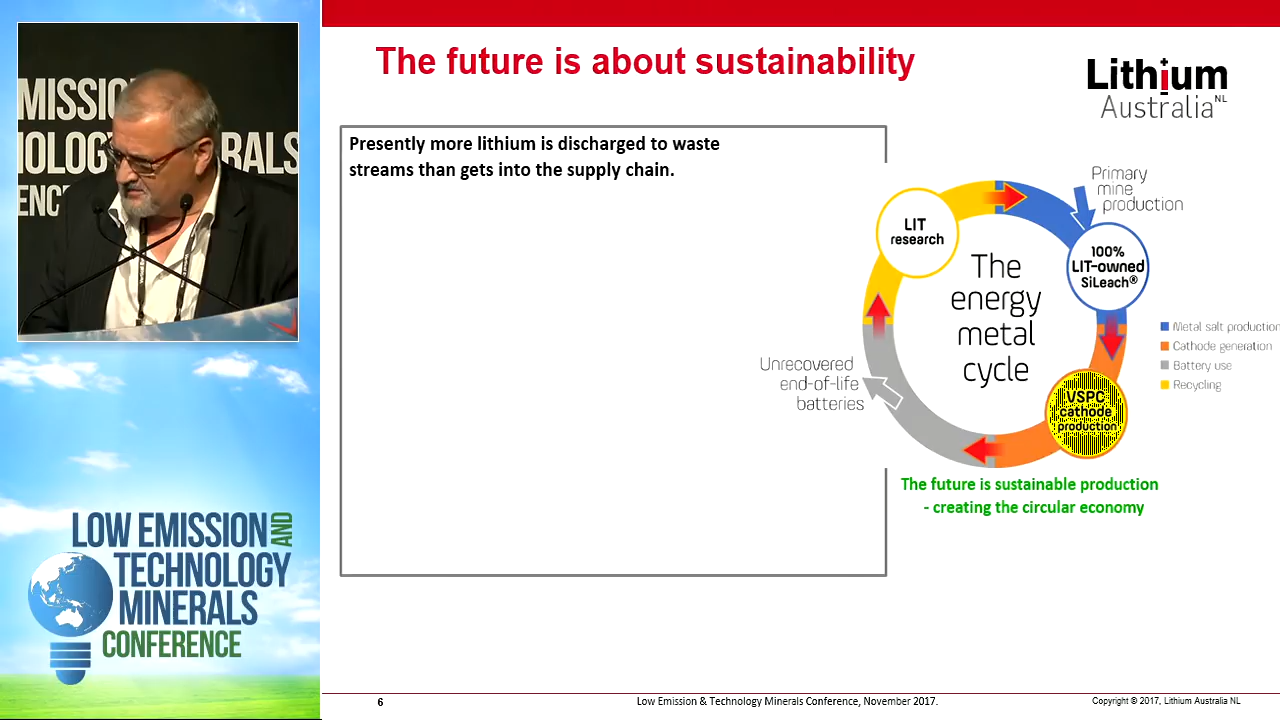 MISSIO
NOLOG
RALS
ENCE
LOW EMISSION AND
TECHNOLOGY
MINERALS
CONFERENCE
The future is about sustainability
Lithium
Australia NL
Presently more lithium is discharged to waste
streams than gets into the supply chain.
Primary
mine
production
LIT
research
100%
LIT-owned
SiLeach®
The
energy
metal
cycle
Metal salt production
Cathode generation
Battery use
Recycling
Unrecovered
end-of-life
batteries
VSPC
cathode
production
The future is sustainable production
- creating the circular economy
6
Low Emission & Technology Minerals Conference, November 2017.
Copyright © 2017, Lithium Australia NL